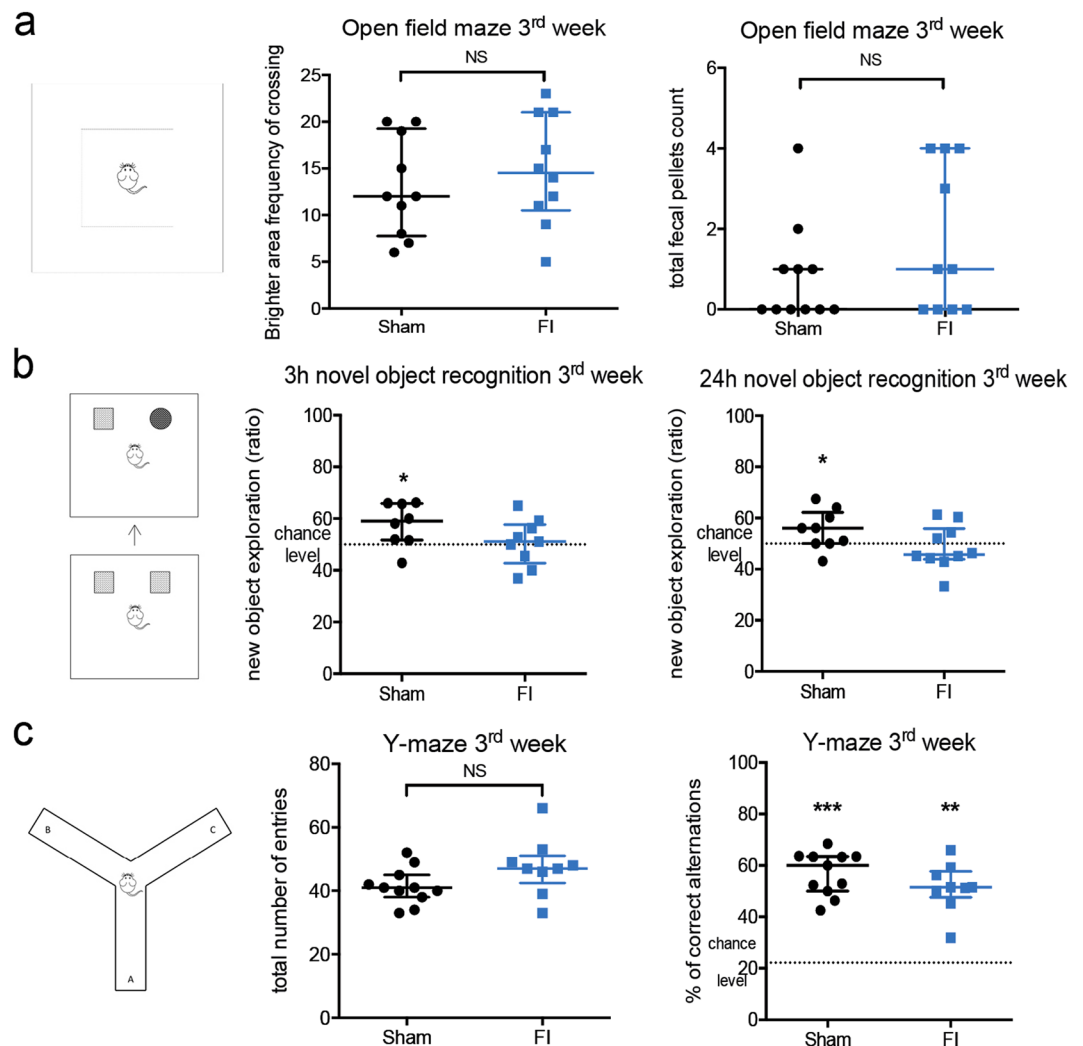 a
Open field maze 3rd week
NS
Brighter area frequency of crossing
25
20
15
10
5
0
Sham FI
Open field maze 3rd week
NS
total fecal pellets count
6
4
2
0
Sham FI
b
3h novel object recognition 3rd week
new object exploration (ratio)
100
80
60
40
20
0
chance
level
*
Sham FI
24h novel object recognition 3rd week
new object exploration (ratio)
100
80
60
40
20
0
chance
level
*
Sham FI
c
B
C
A
Y-maze 3rd week
NS
total number of entries
80
60
40
20
0
Sham FI
Y-maze 3rd week
% of correct alternations
100
80
60
40
20
0
chance
level
***
**
Sham FI